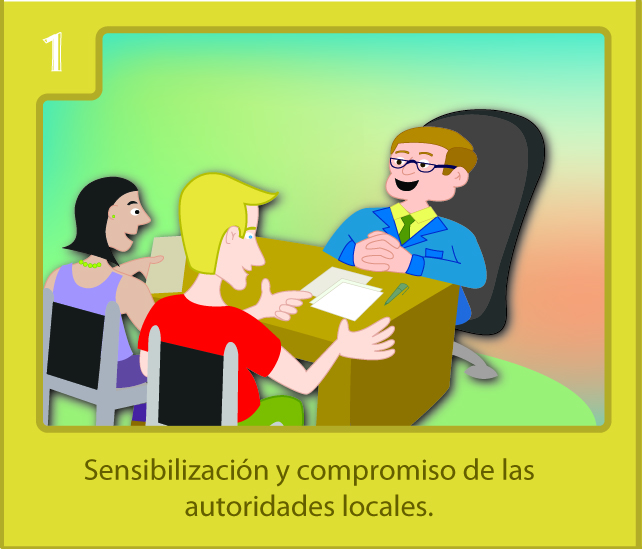 1
Sensibilización y compromiso de las
autoridades locales.